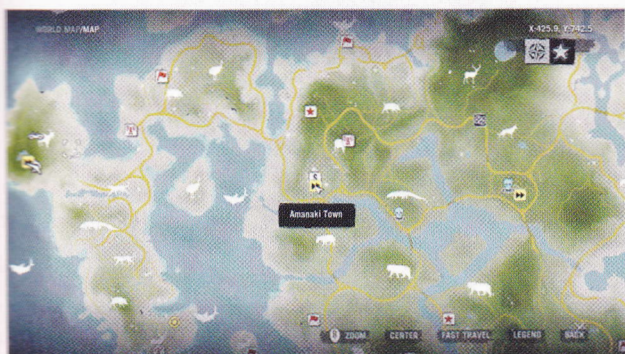 WORLD MAP/MAP
X:425.9, Y:742.5
$
Amanaki Town
ZOOM
CENTER
FAST TRAVEL
LEGEND
BACK